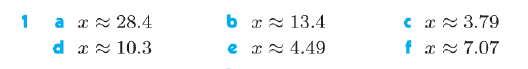 1 a x ≈ 28.4 b x ≈ 13.4 c x ≈ 3.79
d x ≈ 10.3 e x ≈ 4.49 f x ≈ 7.07